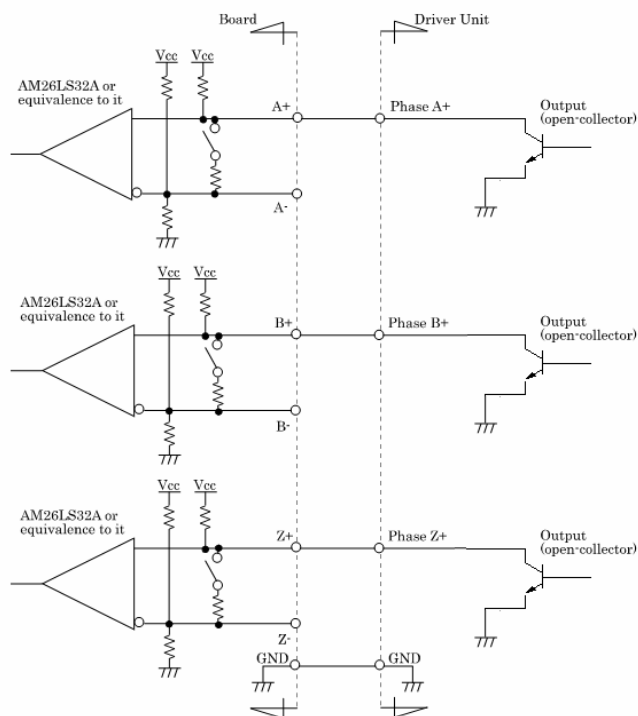 Board
Driver Unit
Vcc
Vcc
AM26LS32A or
equivalence to it
A+
Phase A+
Output
(open-collector)
A-
Vcc
Vcc
AM26LS32A or
equivalence to it
B+
Phase B+
Output
(open-collector)
B-
Vcc
Vcc
AM26LS32A or
equivalence to it
Z+
Phase Z+
Output
(open-collector)
Z-
GND
GND